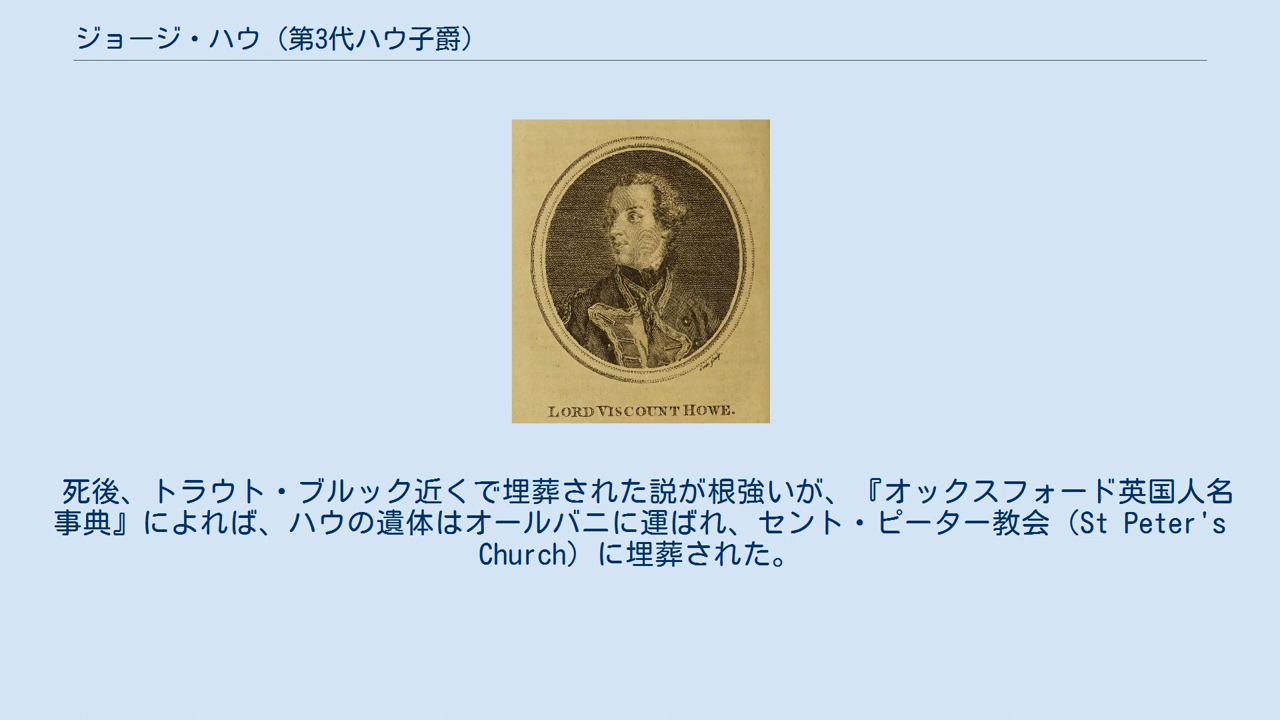 ジョージ・ハウ（第3代ハウ子爵）
LORD VISCOUNT HOWE.
死後、トラウト・ブルック近くで埋葬された説が根強いが、『オックスフォード英国人名
事典』によれば、ハウの遺体はオールバニに運ばれ、セント・ピーター教会（St Peter's
Church）に埋葬された。